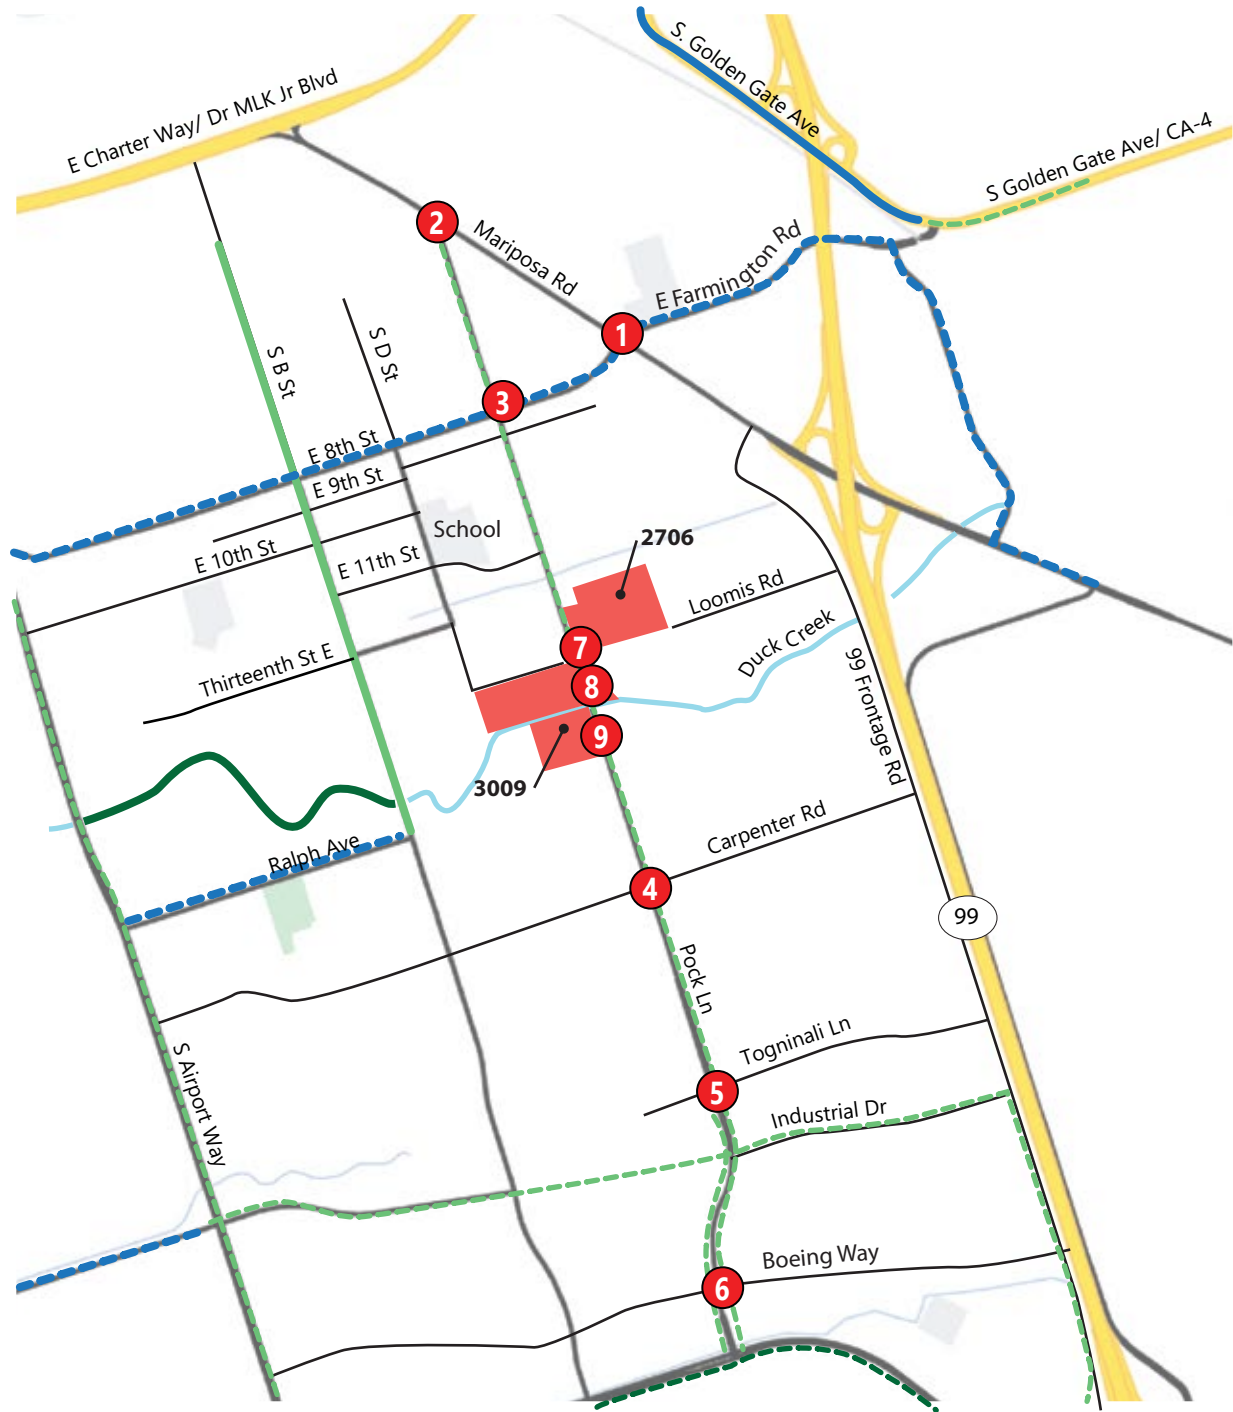 S. Golden Gate Ave
E Charter Way/ Dr MLK Jr Blvd
S Golden Gate Ave/ CA-4
2
Mariposa Rd
E Farmington Rd
1
S D St
S B St
3
E 8th St
E 9th St
School
2706
E 10th St
E 11th St
Loomis Rd
Duck Creek
7
Thirteenth St E
8
99 Frontage Rd
9
3009
Carpenter Rd
Ralph Ave
4
99
Pock Ln
Togninali Ln
S Airport Way
5
Industrial Dr
Boeing Way
6